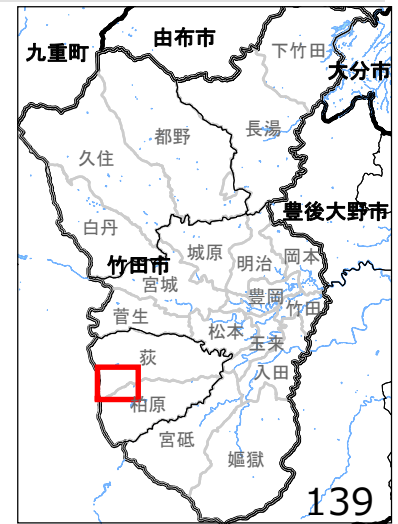 九重町
由布市
下竹田
大分市
都野
長湯
久住
豊後大野市
白丹
城原
明治
岡本
竹田市
宮城
豊岡
竹田
菅生
松本
玉来
荻
入田
柏原
宮砥
嫗獄
139